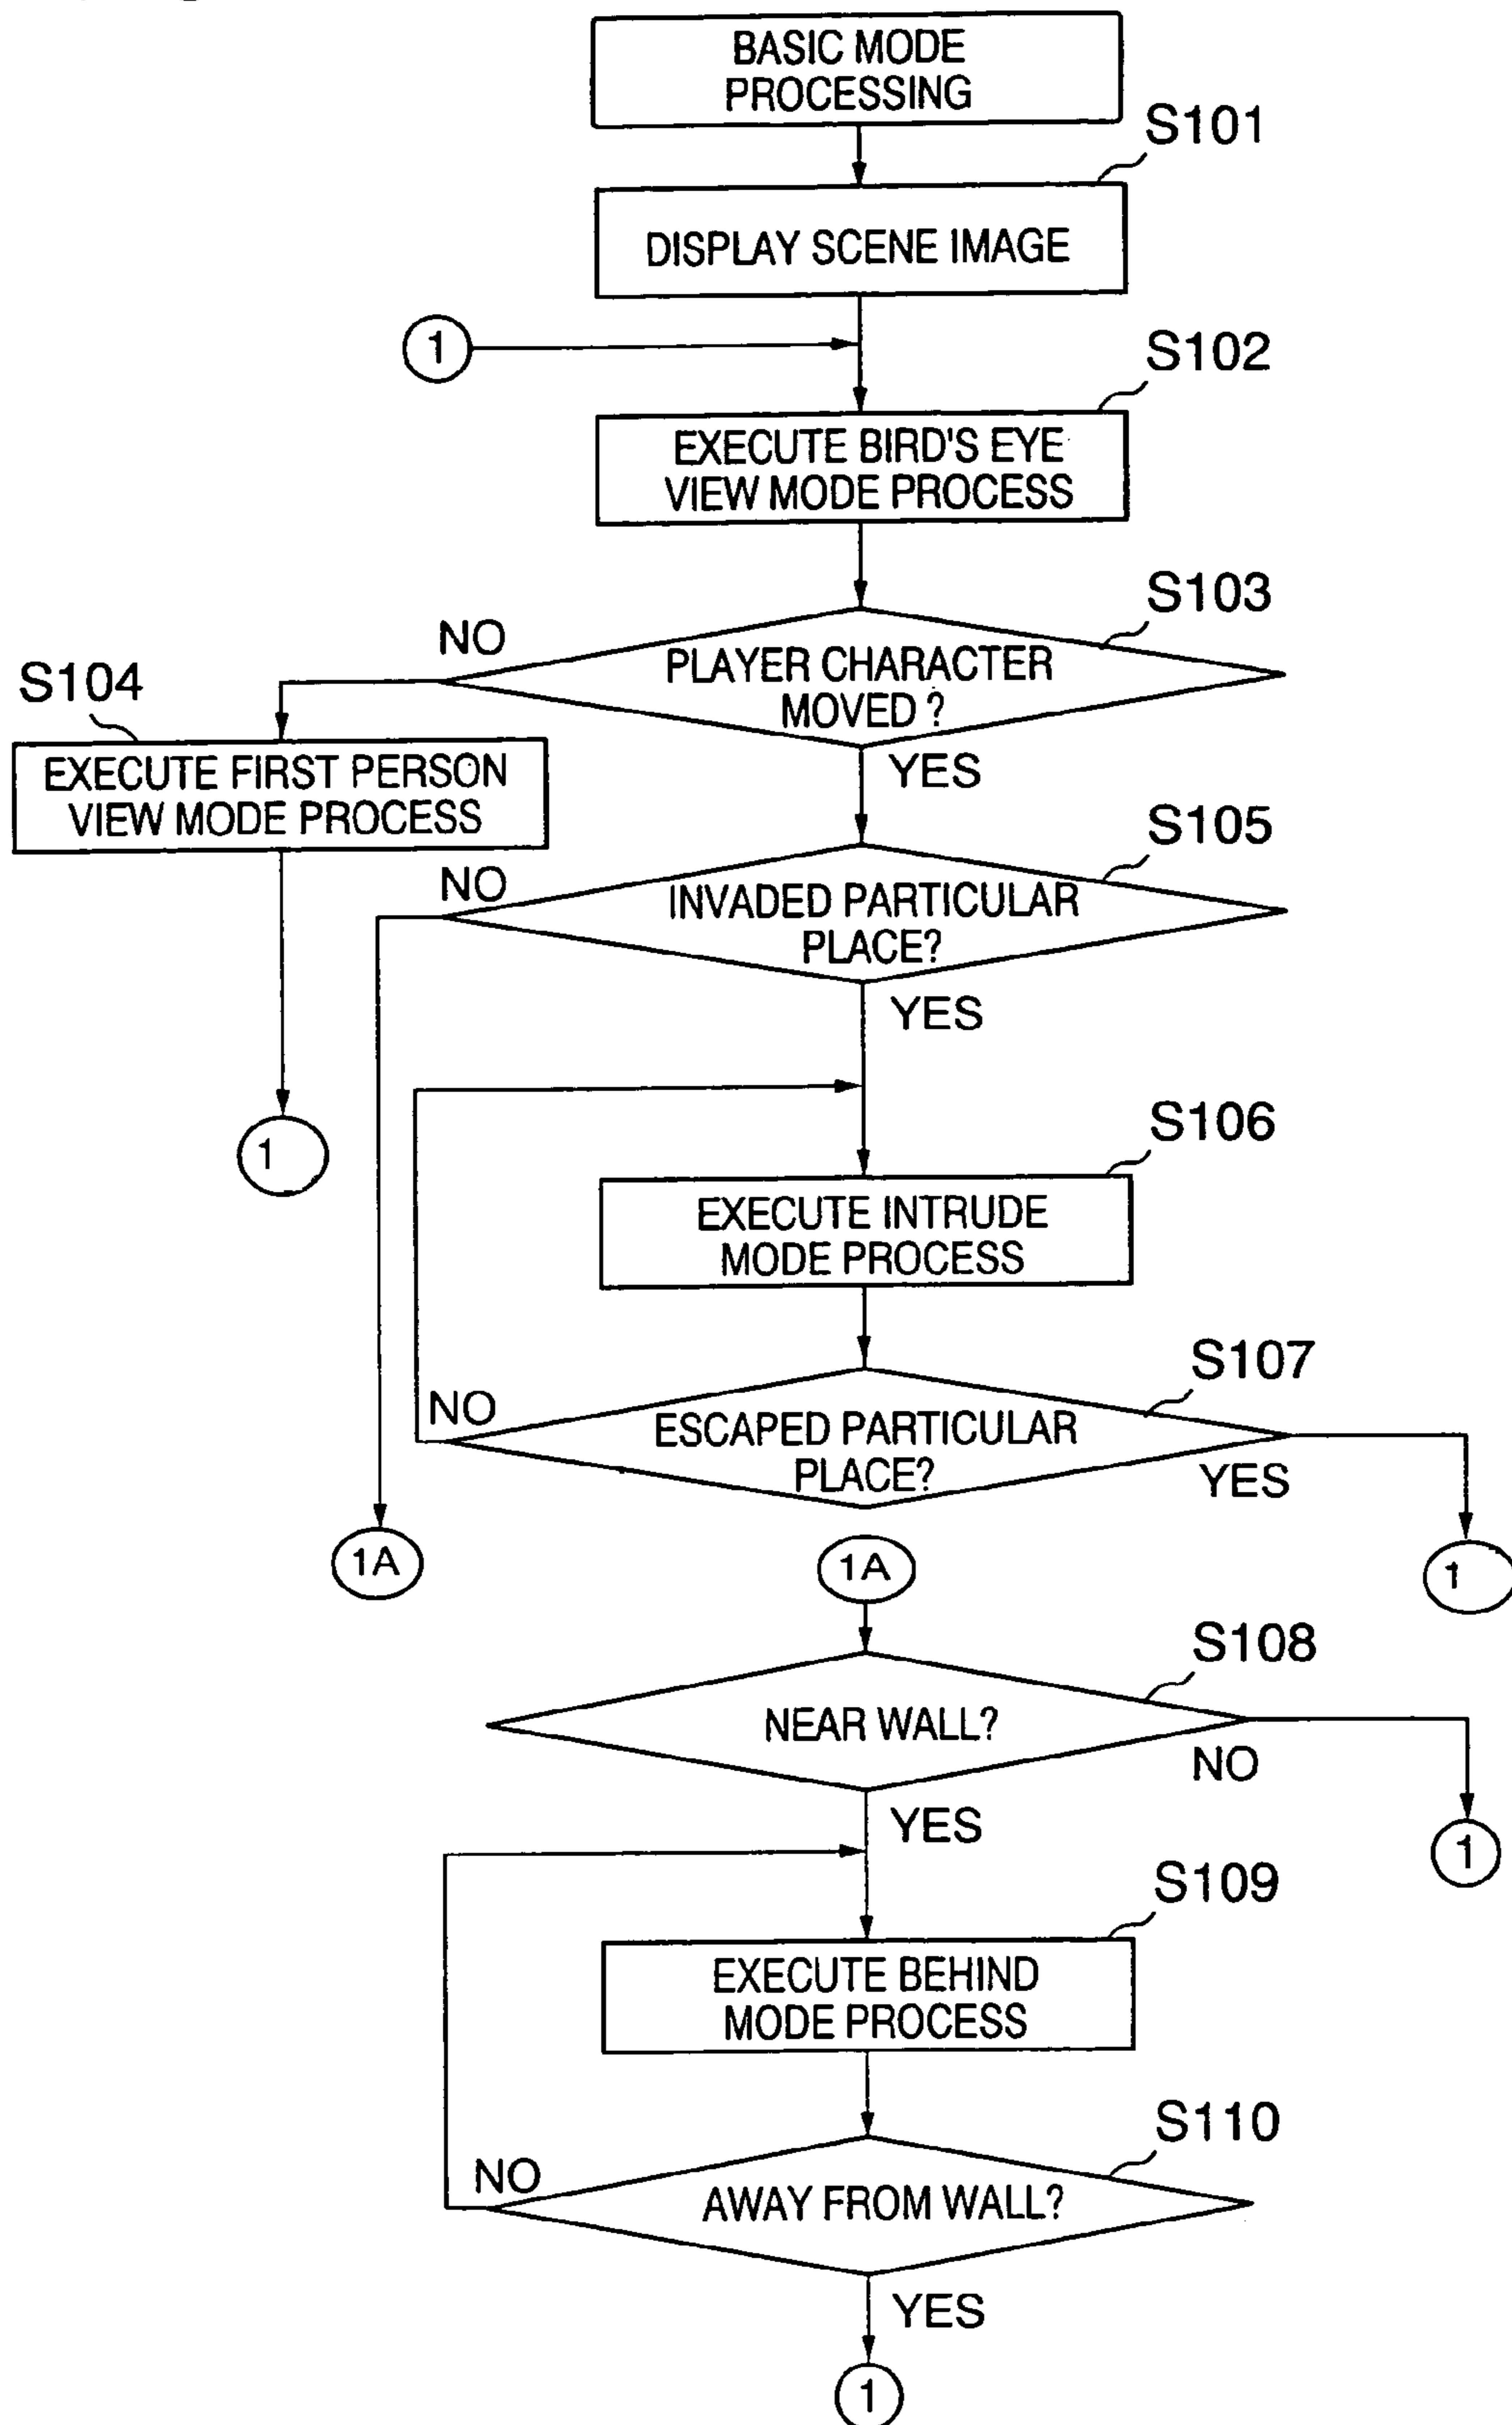 BASIC MODE
PROCESSING
S101
DISPLAY SCENE IMAGE
1
S102
EXECUTE BIRD'S EYE
VIEW MODE PROCESS
S103
NO
PLAYER CHARACTER
MOVED ?
YES
S104
EXECUTE FIRST PERSON
VIEW MODE PROCESS
1
S105
NO
INVADED PARTICULAR
PLACE?
YES
S106
EXECUTE INTRUDE
MODE PROCESS
S107
NO
ESCAPED PARTICULAR
PLACE?
YES
1A
1A
1
S108
NEAR WALL?
NO
YES
1
S109
EXECUTE BEHIND
MODE PROCESS
S110
NO
AWAY FROM WALL?
YES
1